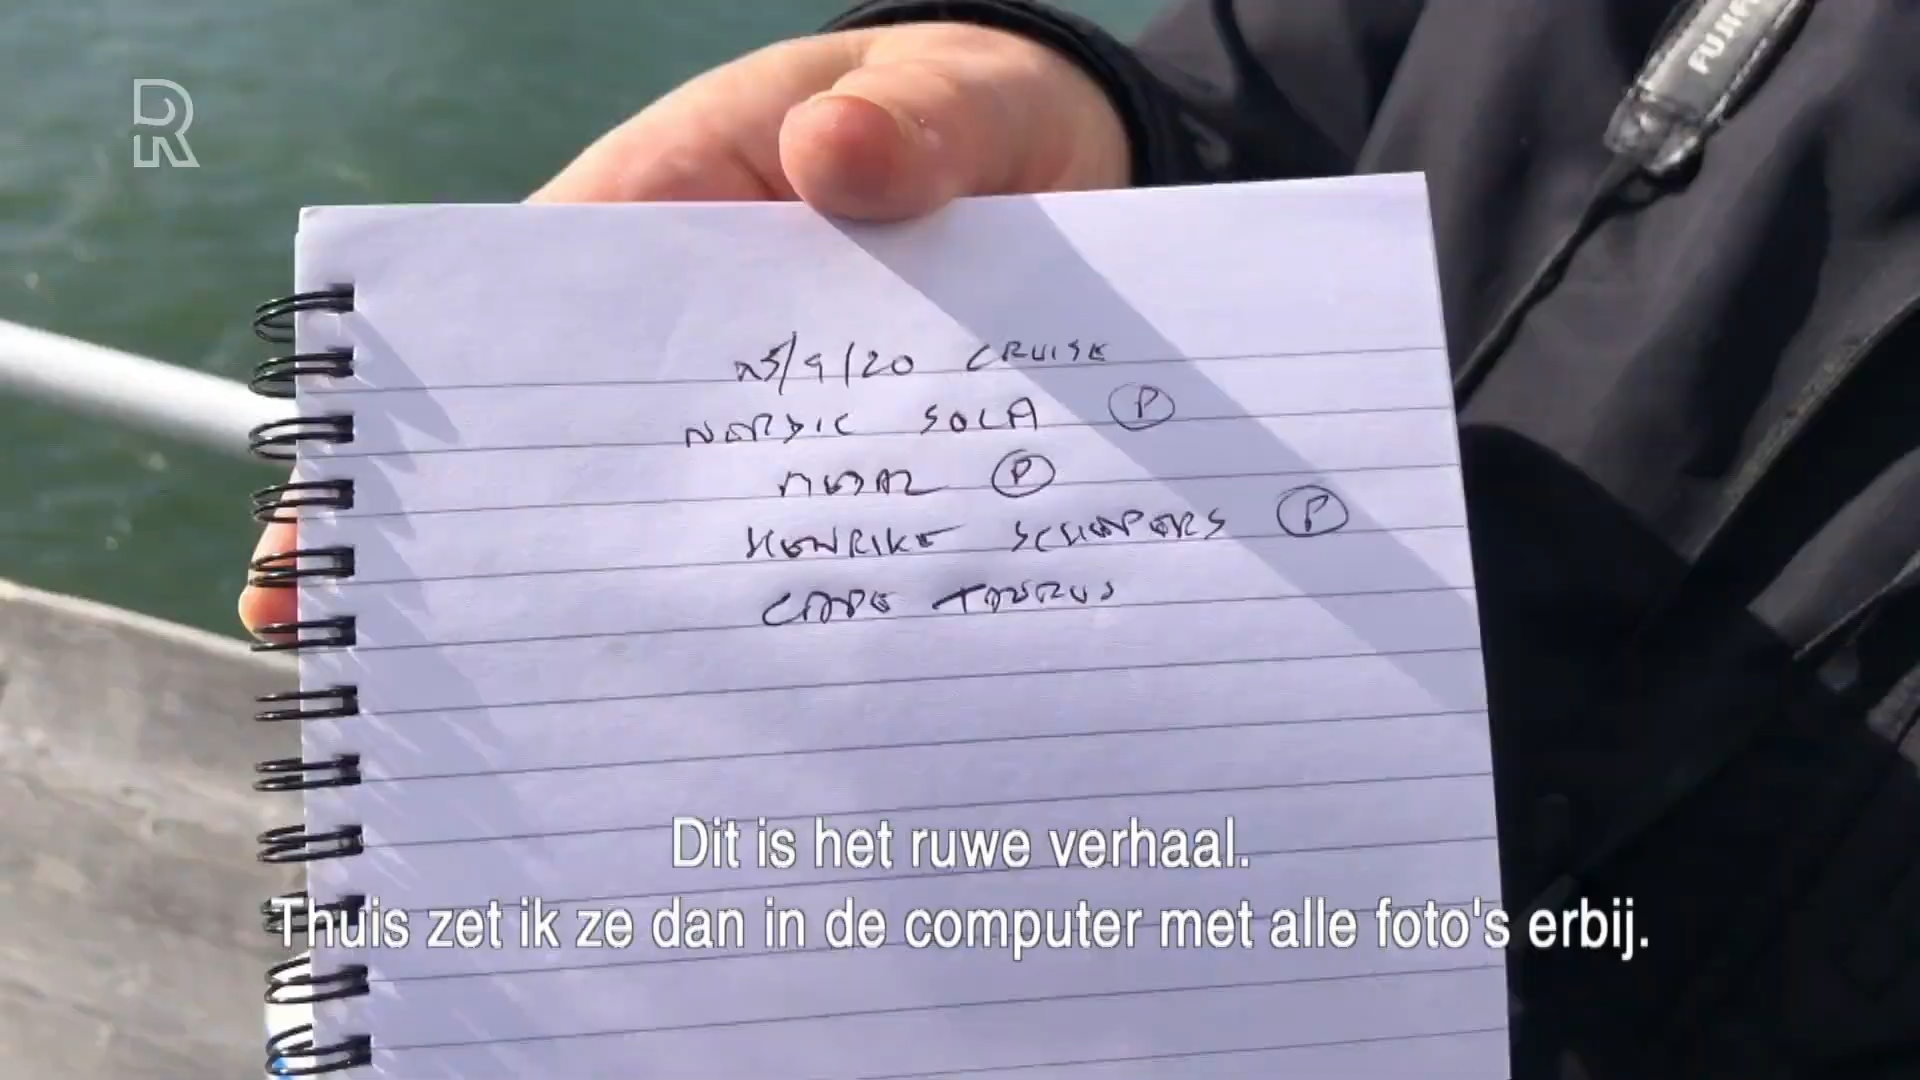 R
FUJIF
25/9/20 CRUISE
NORDIC SOLA Ⓟ
Ⓟ
HENRIKE SCHEPERS Ⓟ
CAPE TAURUS
Dit is het ruwe verhaal.
Thuis zet ik ze dan in de computer met alle foto's erbij.